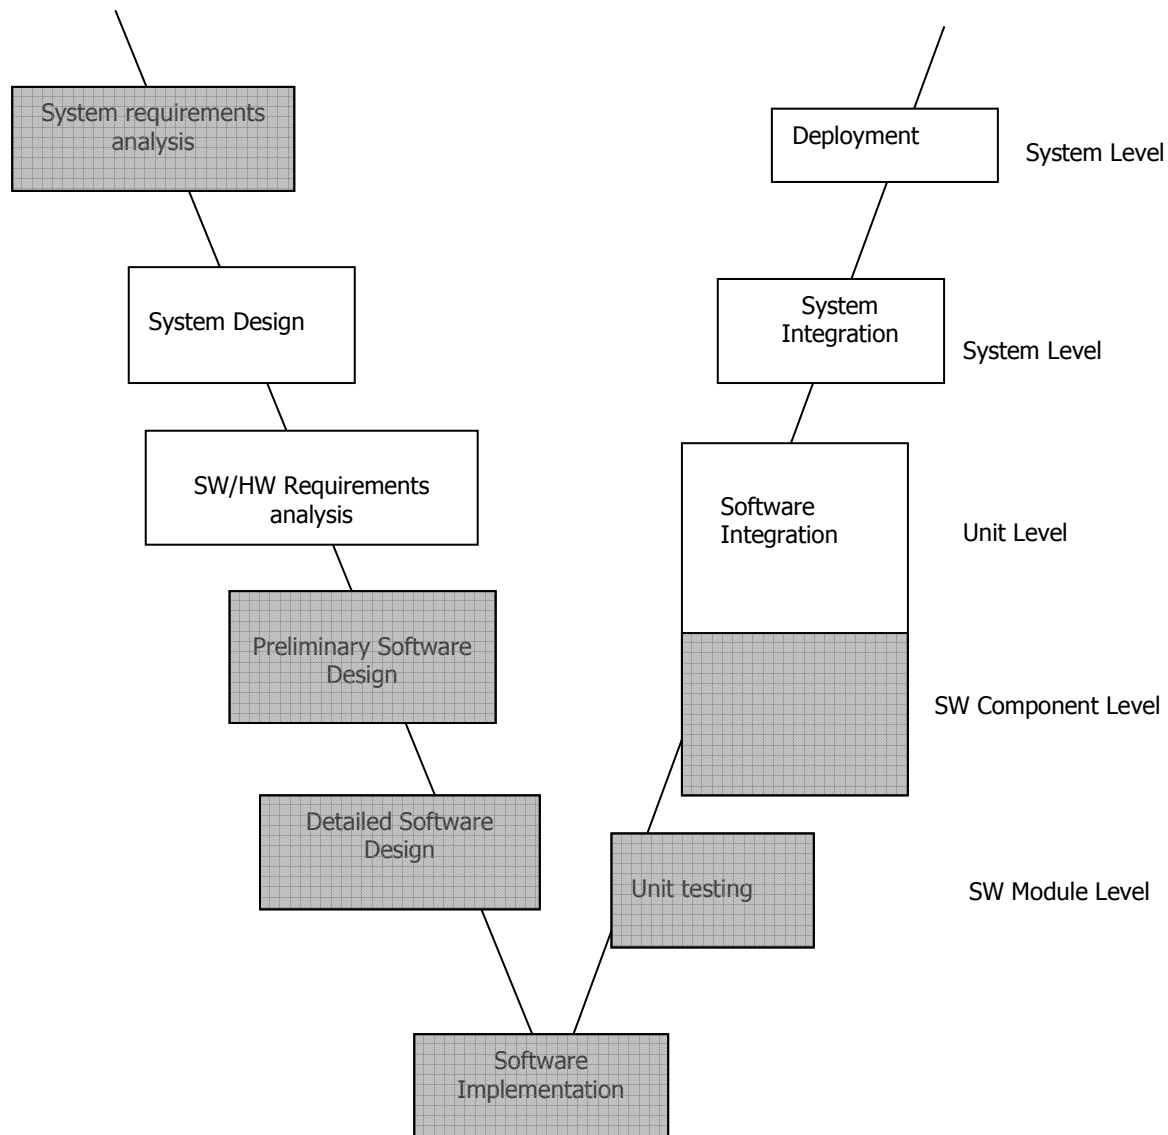 System requirements
analysis
Deployment
System Level
System Design
System
Integration
System Level
SW/HW Requirements
analysis
Software
Integration
Unit Level
Preliminary Software
Design
SW Component Level
Detailed Software
Design
Unit testing
SW Module Level
Software
Implementation